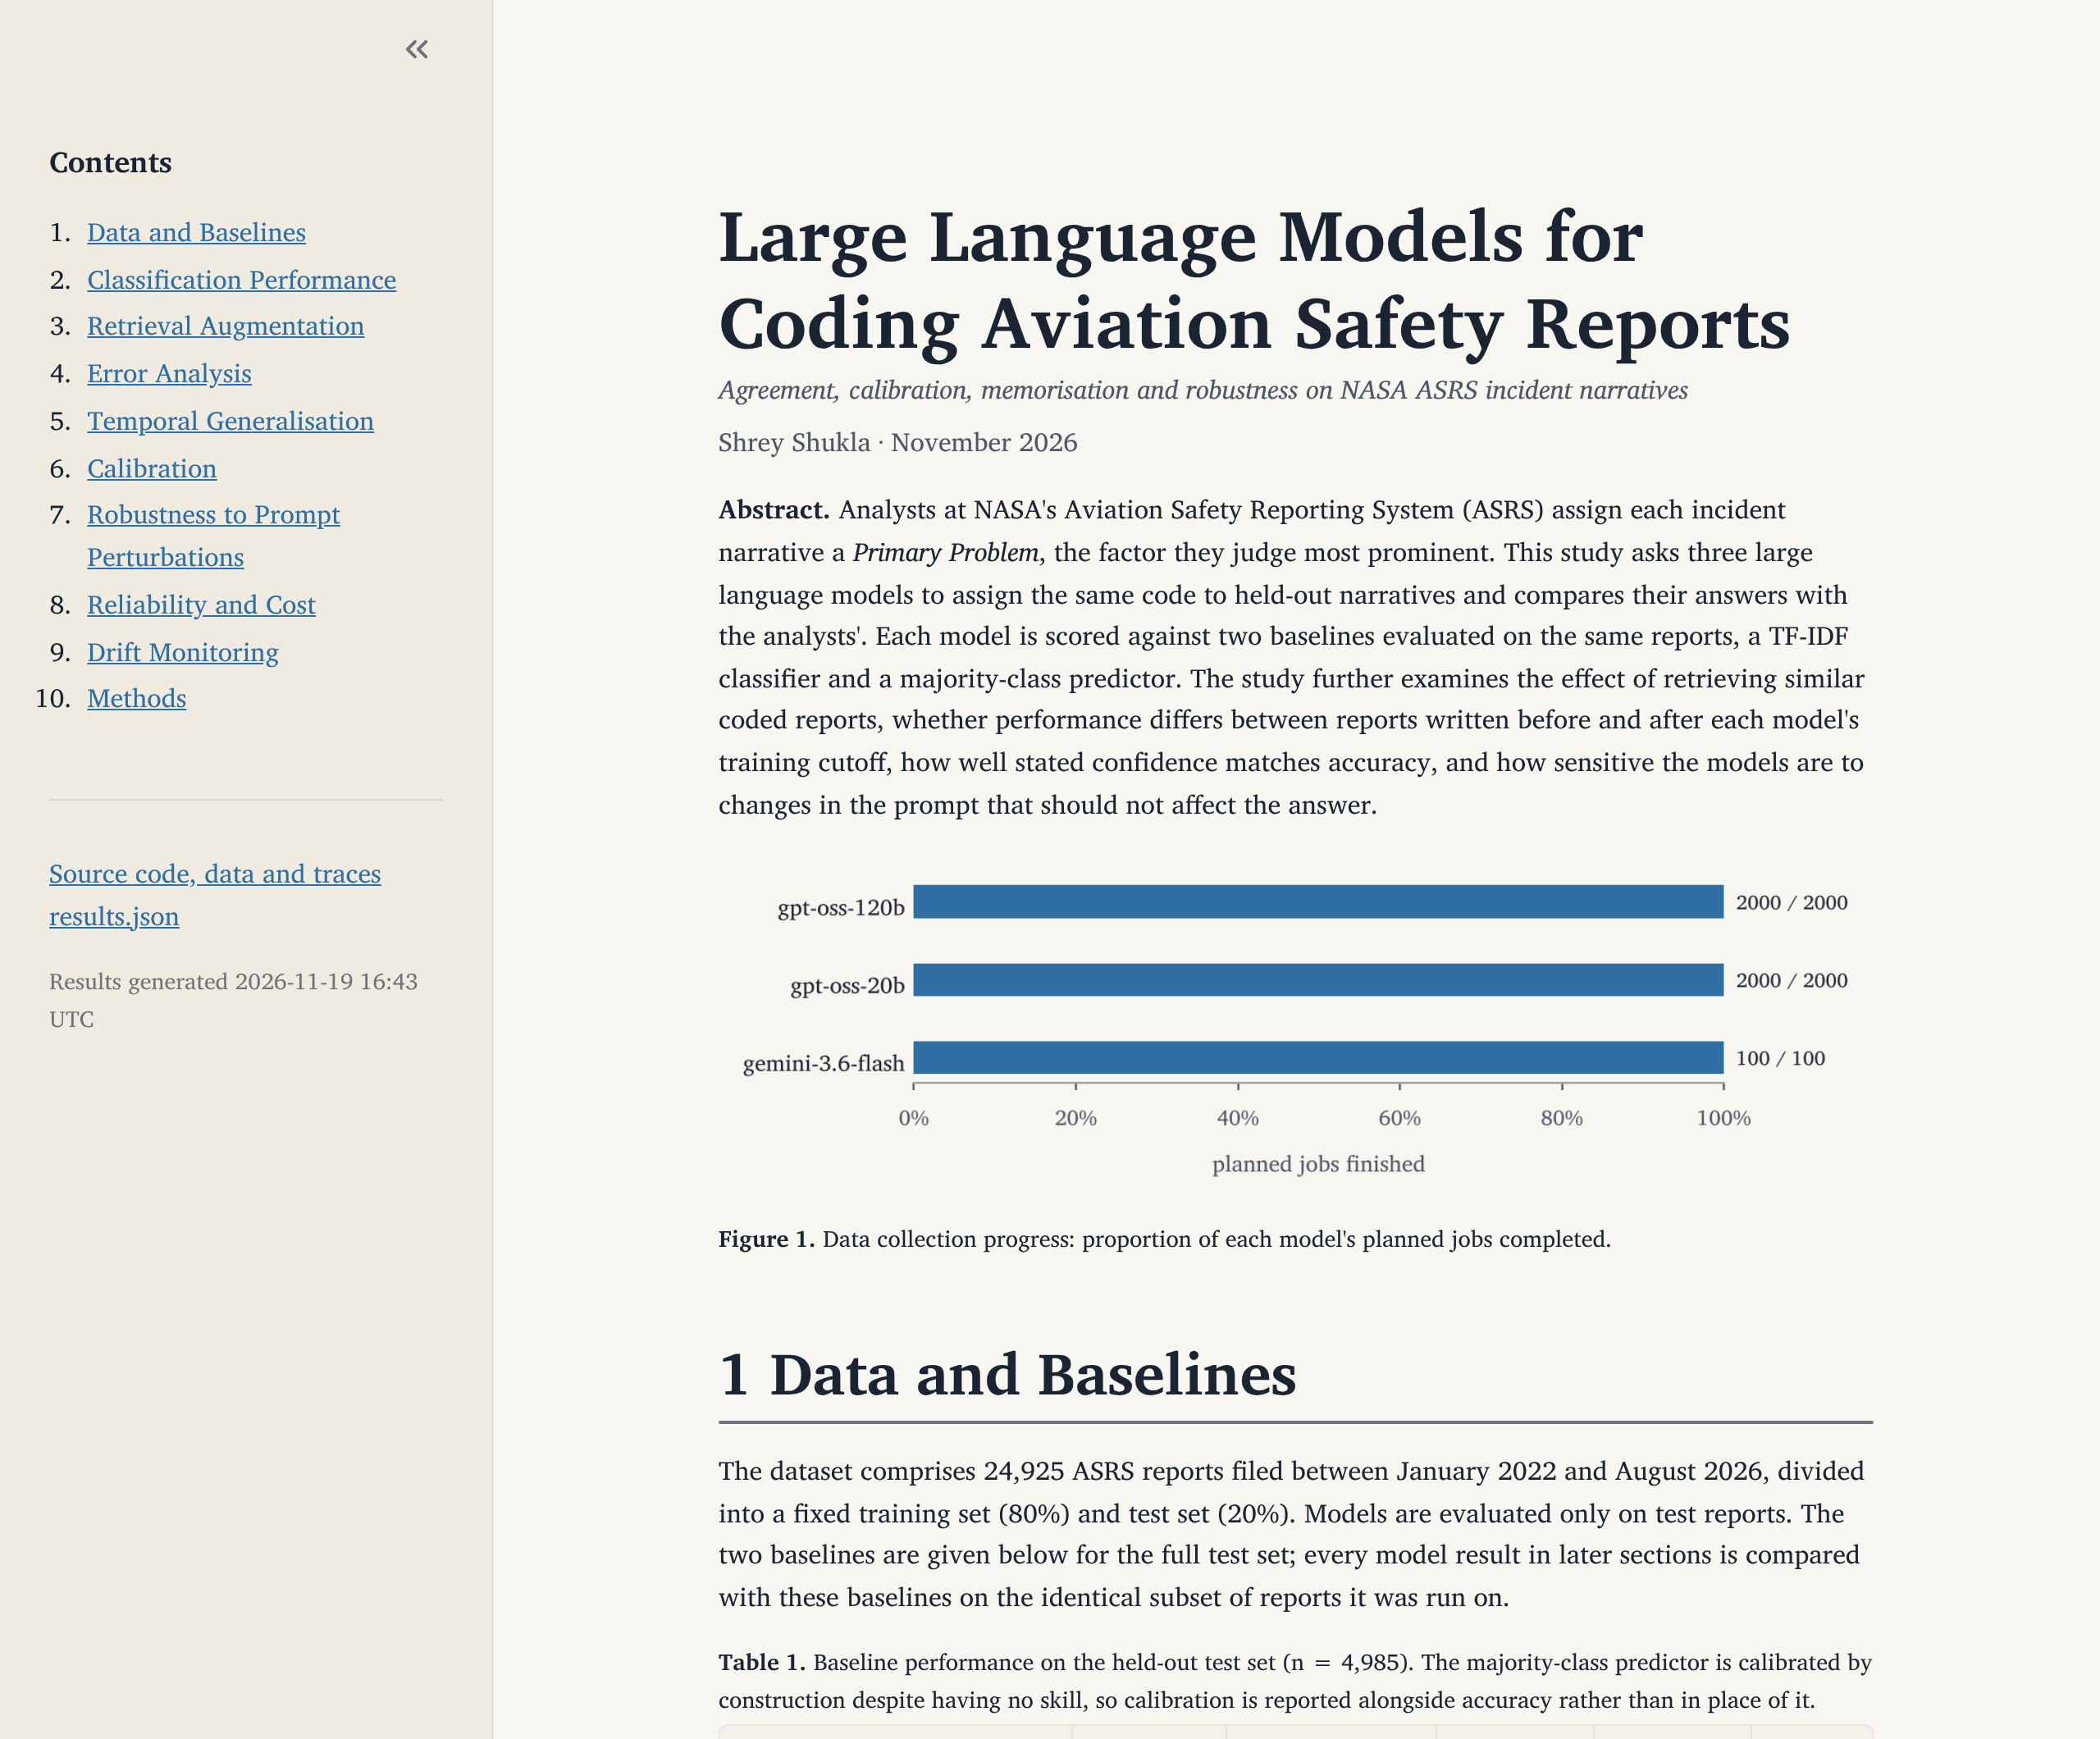 Contents
1. Data and Baselines
2. Classification Performance
3. Retrieval Augmentation
4. Error Analysis
5. Temporal Generalisation
6. Calibration
7. Robustness to Prompt
Perturbations
8. Reliability and Cost
9. Drift Monitoring
10. Methods
Source code, data and traces
results.json
Results generated 2026-11-19 16:43
UTC
Large Language Models for
Coding Aviation Safety Reports
Agreement, calibration, memorisation and robustness on NASA ASRS incident narratives
Shrey Shukla · November 2026
Abstract. Analysts at NASA's Aviation Safety Reporting System (ASRS) assign each incident
narrative a Primary Problem, the factor they judge most prominent. This study asks three large
language models to assign the same code to held-out narratives and compares their answers with
the analysts'. Each model is scored against two baselines evaluated on the same reports, a TF-IDF
classifier and a majority-class predictor. The study further examines the effect of retrieving similar
coded reports, whether performance differs between reports written before and after each model's
training cutoff, how well stated confidence matches accuracy, and how sensitive the models are to
changes in the prompt that should not affect the answer.
gpt-oss-120b 2000 / 2000
gpt-oss-20b 2000 / 2000
gemini-3.6-flash 100 / 100
0% 20% 40% 60% 80% 100%
planned jobs finished
Figure 1. Data collection progress: proportion of each model's planned jobs completed.
1 Data and Baselines
The dataset comprises 24,925 ASRS reports filed between January 2022 and August 2026, divided
into a fixed training set (80%) and test set (20%). Models are evaluated only on test reports. The
two baselines are given below for the full test set; every model result in later sections is compared
with these baselines on the identical subset of reports it was run on.
Table 1. Baseline performance on the held-out test set (n = 4,985). The majority-class predictor is calibrated by
construction despite having no skill, so calibration is reported alongside accuracy rather than in place of it.